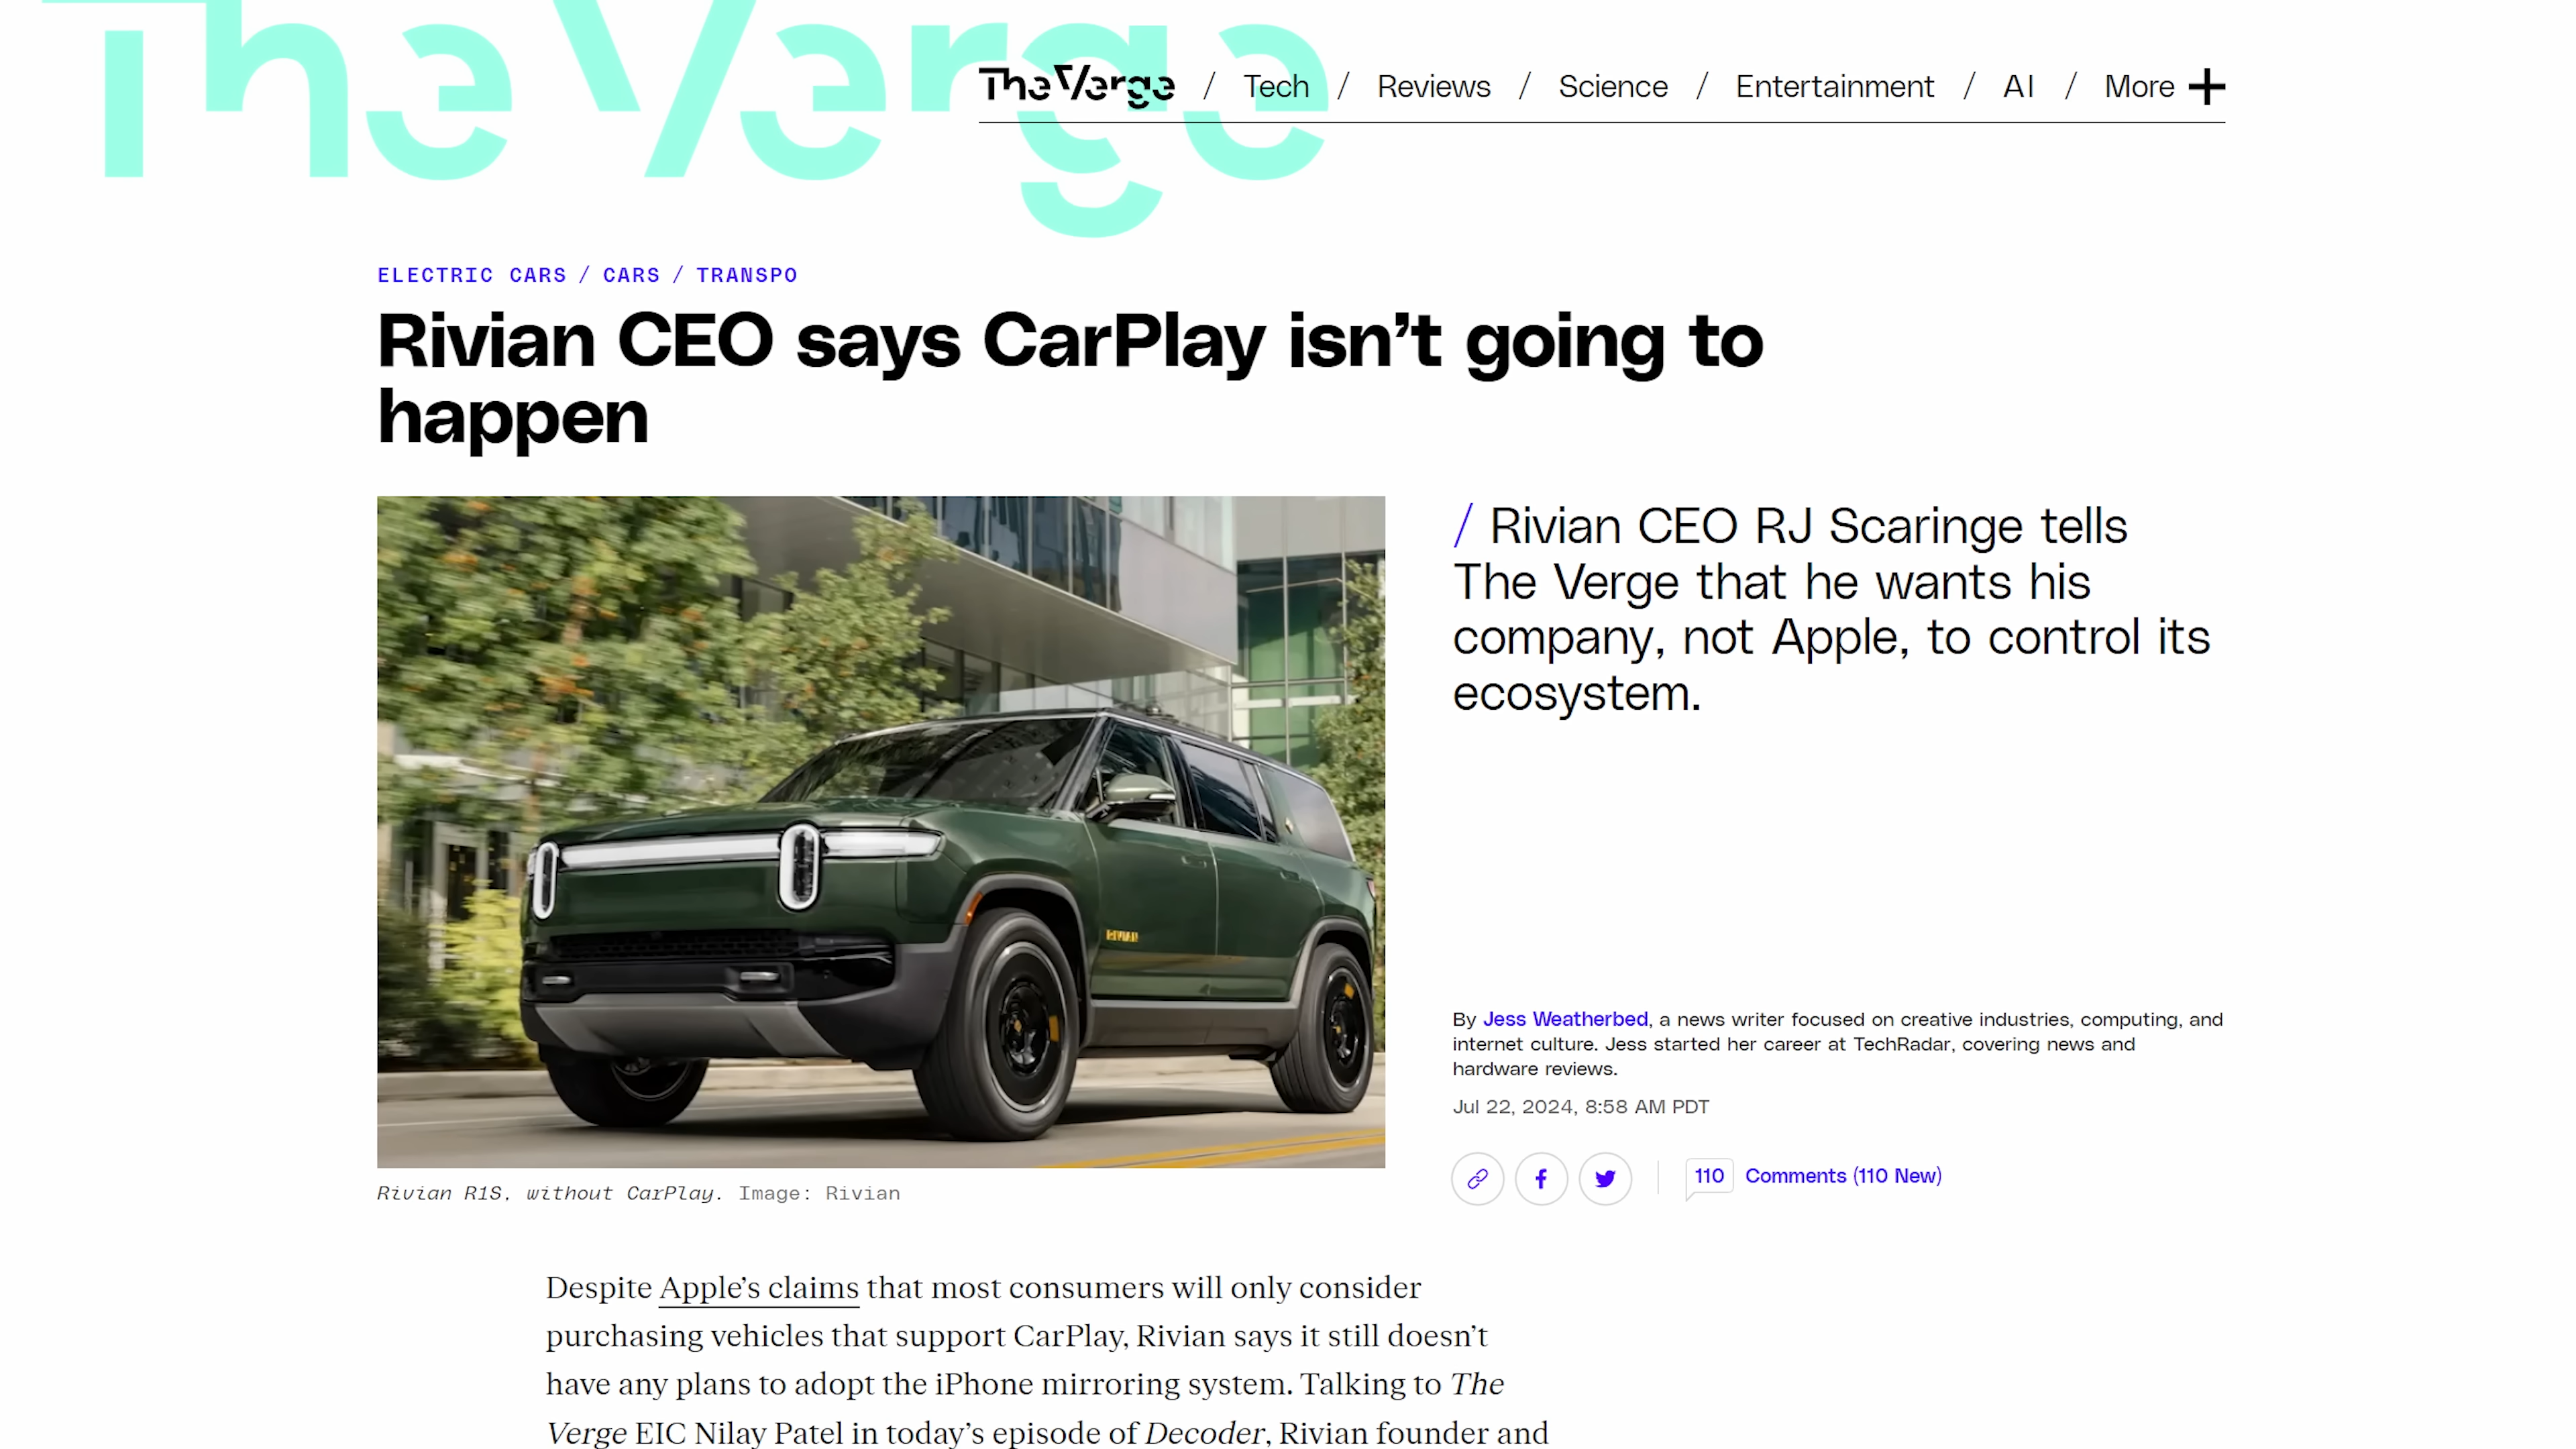 The Verge
The Verge / Tech / Reviews / Science / Entertainment / AI / More
ELECTRIC CARS / CARS / TRANSPO
Rivian CEO says CarPlay isn’t going to
happen
/ Rivian CEO RJ Scaringe tells
The Verge that he wants his
company, not Apple, to control its
ecosystem.
RIVIAN
By Jess Weatherbed, a news writer focused on creative industries, computing, and
internet culture. Jess started her career at TechRadar, covering news and
hardware reviews.
Jul 22, 2024, 8:58 AM PDT
110 Comments (110 New)
Rivian R1S, without CarPlay. Image: Rivian
Despite Apple’s claims that most consumers will only consider
purchasing vehicles that support CarPlay, Rivian says it still doesn’t
have any plans to adopt the iPhone mirroring system. Talking to The
Verge EIC Nilay Patel in today’s episode of Decoder, Rivian founder and